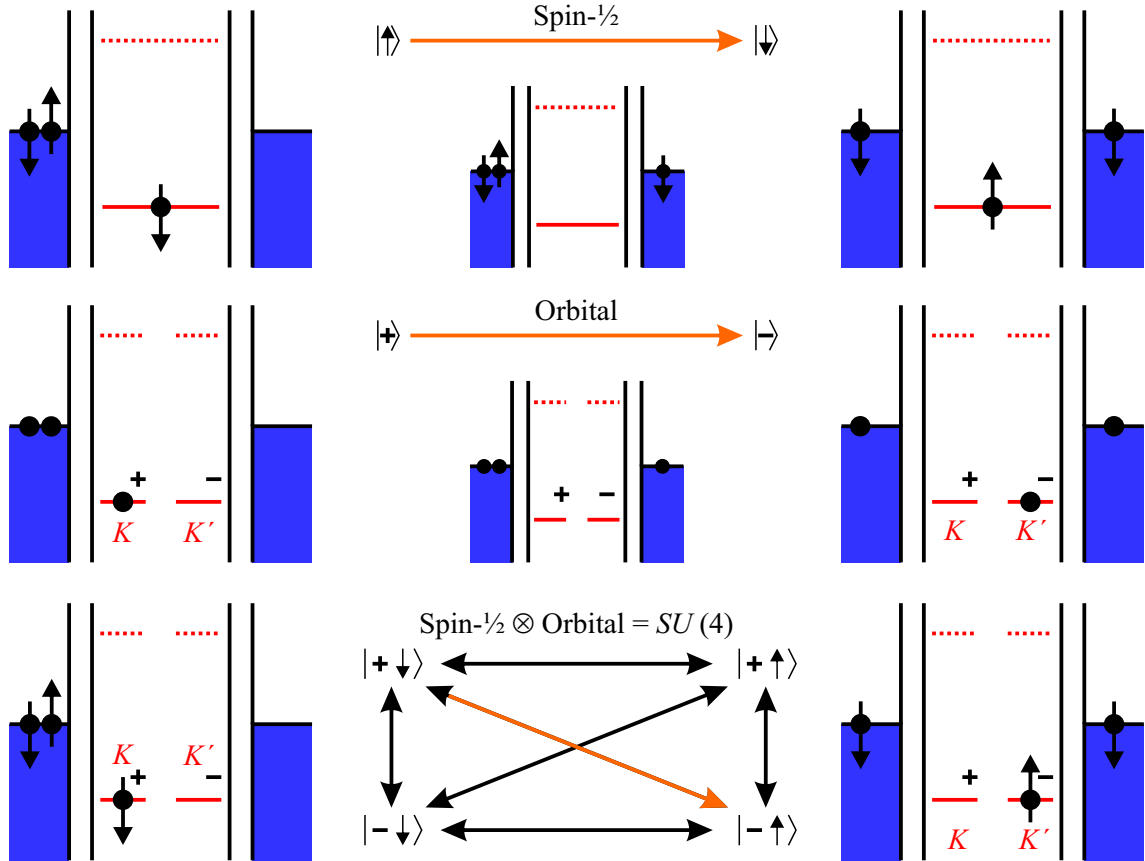 Spin-½
|↑⟩ |↓⟩
Orbital
|+⟩ |−⟩
+ −
K K′
+ −
+ −
K K′
Spin-½ ⊗ Orbital = SU (4)
|+ ↓⟩ |+ ↑⟩
K K′
+ −
|− ↓⟩ |− ↑⟩
+ −
K K′